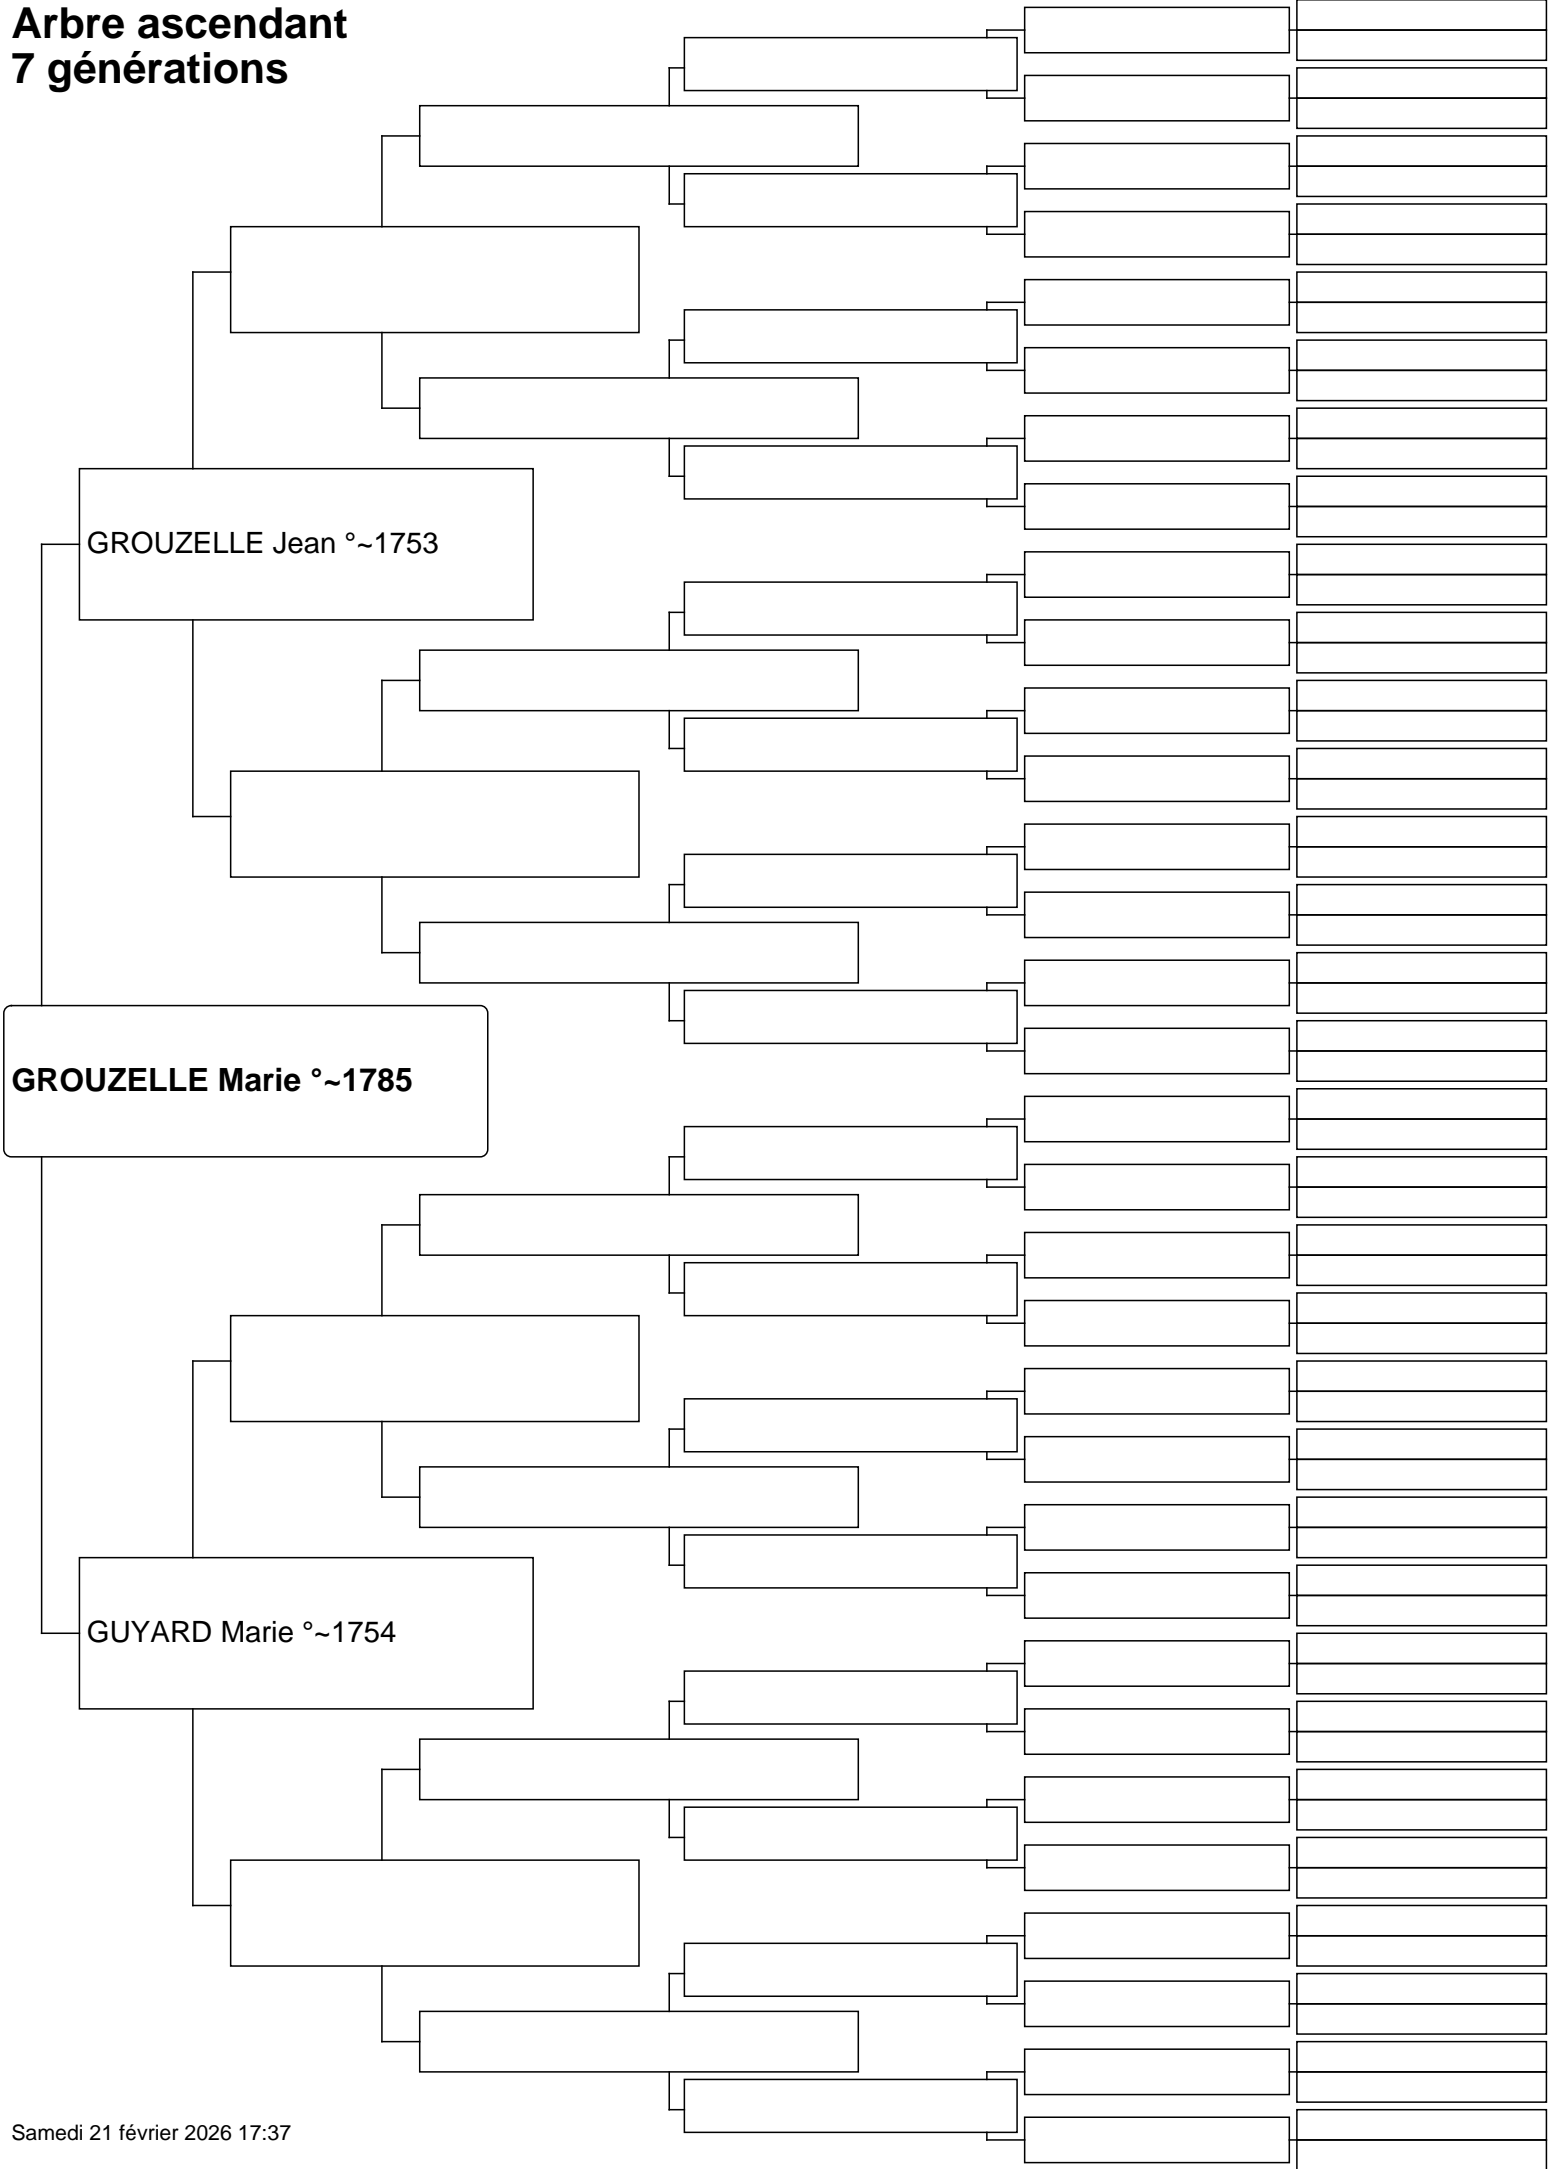 Arbre ascendant
7 générations
GROUZELLE Jean °~1753
GROUZELLE Marie °~1785
GUYARD Marie °~1754
Samedi 21 février 2026 17:37